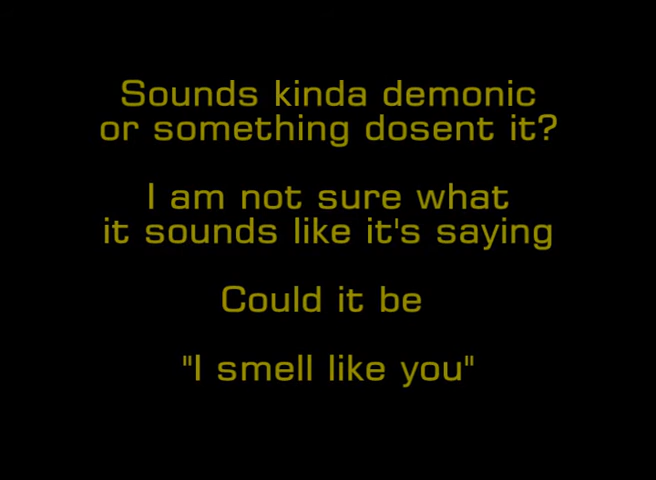 Sounds kinda demonic
or something dosent it?
I am not sure what
it sounds like it's saying
Could it be
"I smell like you"